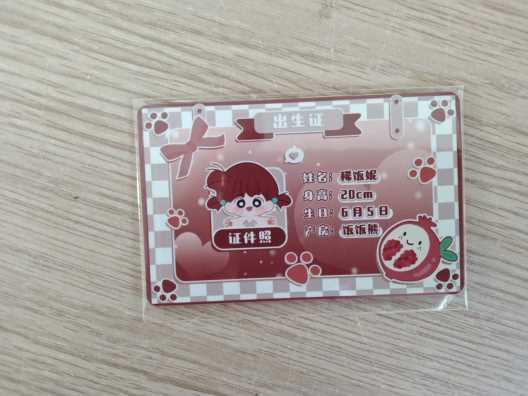 出生证
姓名：稀饭妮
身高：20cm
生日：6月5日
产房：饭饭熊
证件照